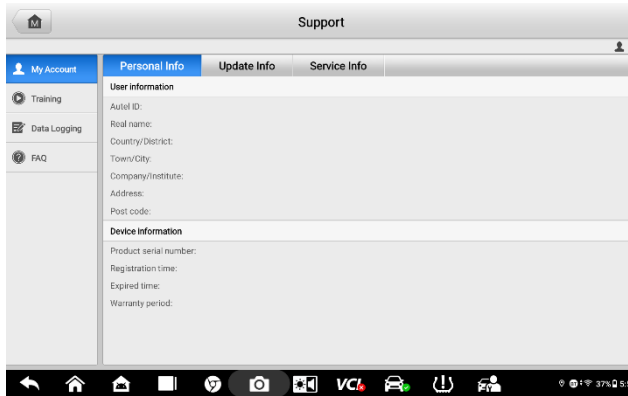 M
Support
My Account
Personal Info
Update Info
Service Info
Training
Data Logging
FAQ
User information
Autel ID:
Real name:
Country/District:
Town/City:
Company/Institute:
Address:
Post code:
Device information
Product serial number:
Registration time:
Expired time:
Warranty period:
VCI
37%